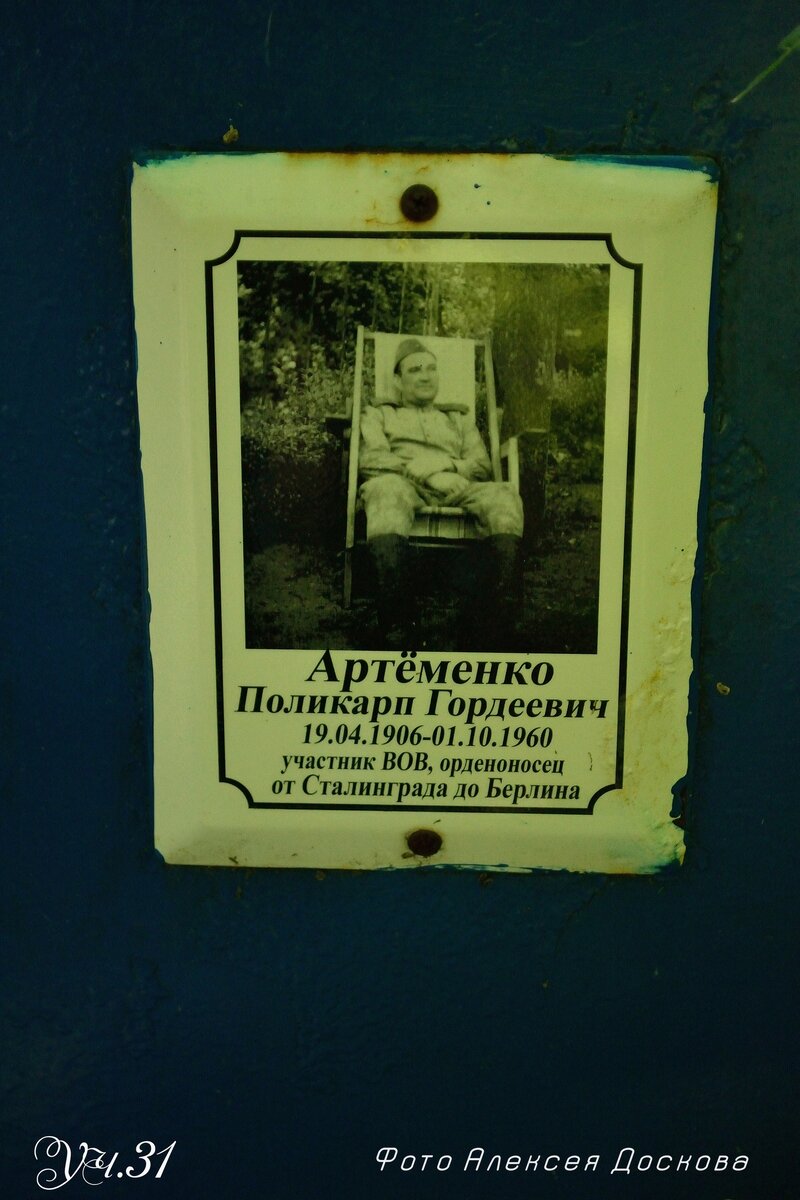 Артёменко
Поликарп Гордеевич
19.04.1906-01.10.1960
участник ВОВ, орденоносец
от Сталинграда до Берлина
Уч.31
Фото Алексея Доскова